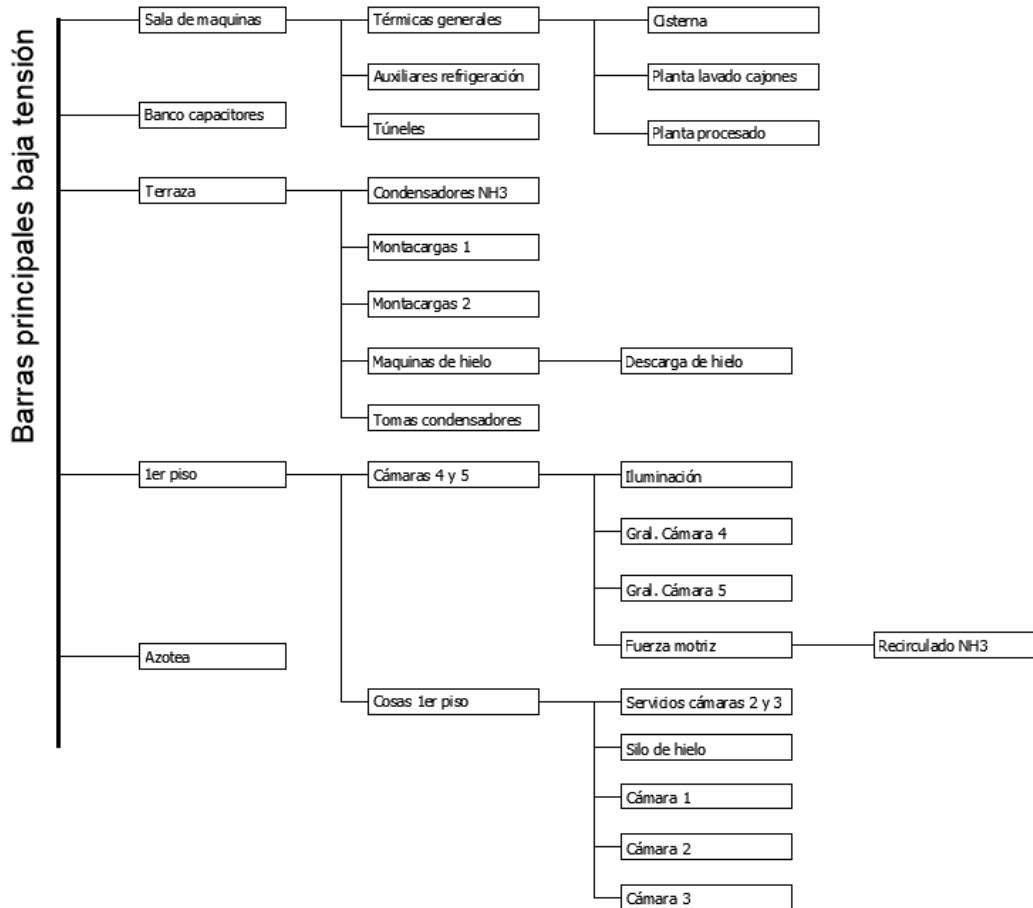 Barras principales baja tensión
Sala de maquinas
Térmicas generales
Cisterna
Auxiliares refrigeración
Planta lavado cajones
Banco capacitores
Túneles
Planta procesado
Terraza
Condensadores NH3
Montacargas 1
Montacargas 2
Maquinas de hielo
Descarga de hielo
Tomas condensadores
1er piso
Cámaras 4 y 5
Iluminación
Gral. Cámara 4
Gral. Cámara 5
Fuerza motriz
Recirculado NH3
Azotea
Cosas 1er piso
Servicios cámaras 2 y 3
Silo de hielo
Cámara 1
Cámara 2
Cámara 3